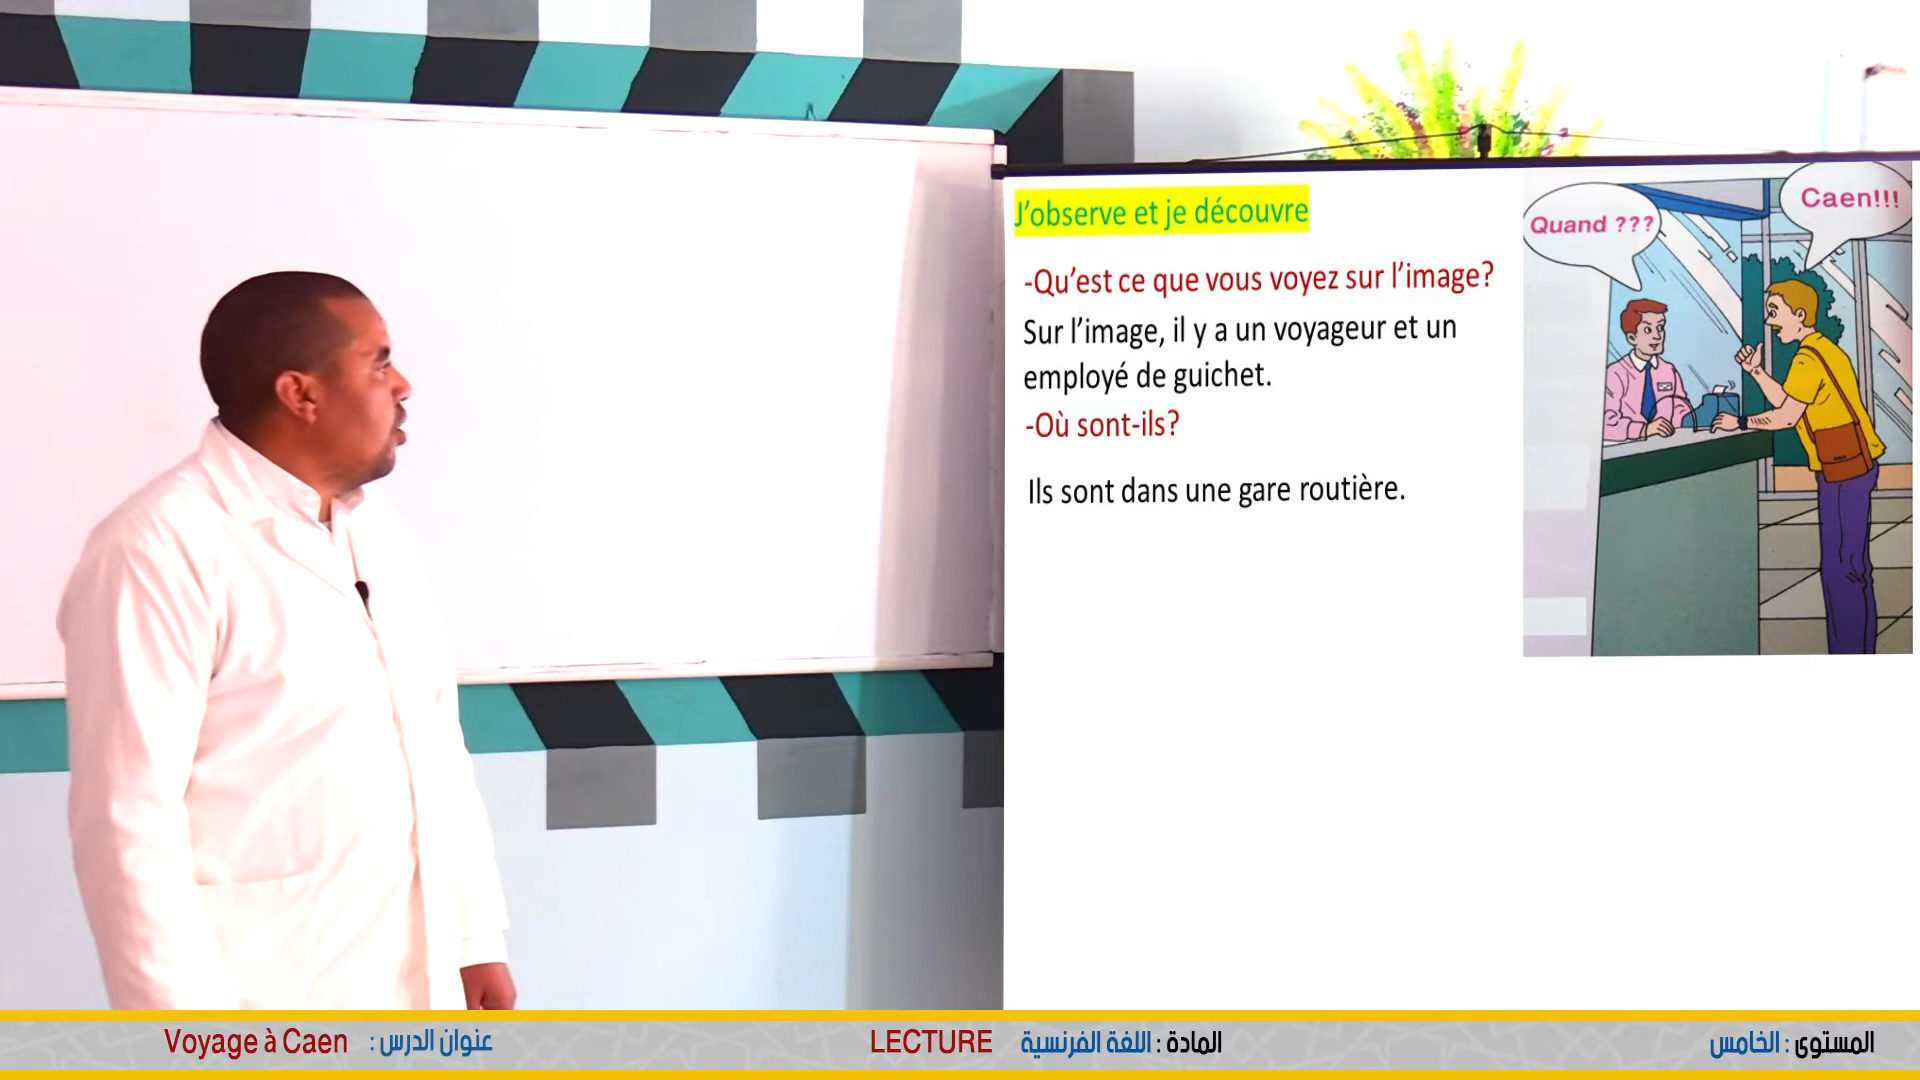 J'observe et je découvre
-Qu'est ce que vous voyez sur l'image?
Sur l'image, il y a un voyageur et un
employé de guichet.
-Où sont-ils?
Ils sont dans une gare routière.
Quand ???
Caen!!!
المستوى : الخامس
المادة : اللغة الفرنسية LECTURE
عنوان الدرس : Voyage à Caen